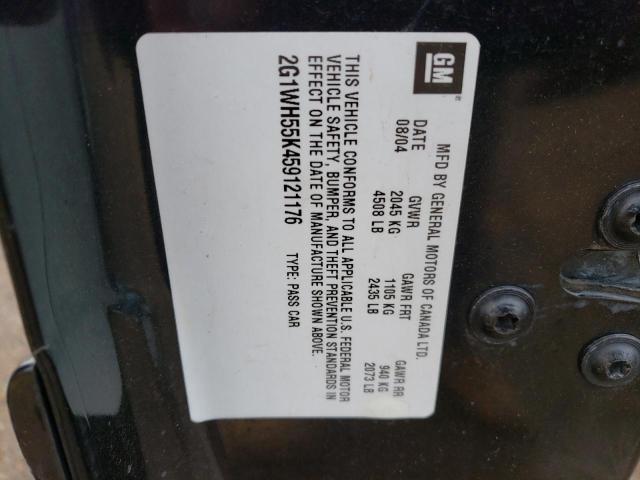 GM
®
MFD BY GENERAL MOTORS OF CANADA LTD.
DATE GVWR GAWR FRT GAWR RR
08/04 2045 KG 1105 KG 940 KG
4508 LB 2435 LB 2073 LB
THIS VEHICLE CONFORMS TO ALL APPLICABLE U.S. FEDERAL MOTOR
VEHICLE SAFETY, BUMPER, AND THEFT PREVENTION STANDARDS IN
EFFECT ON THE DATE OF MANUFACTURE SHOWN ABOVE.
2G1WH55K459121176 TYPE: PASS CAR